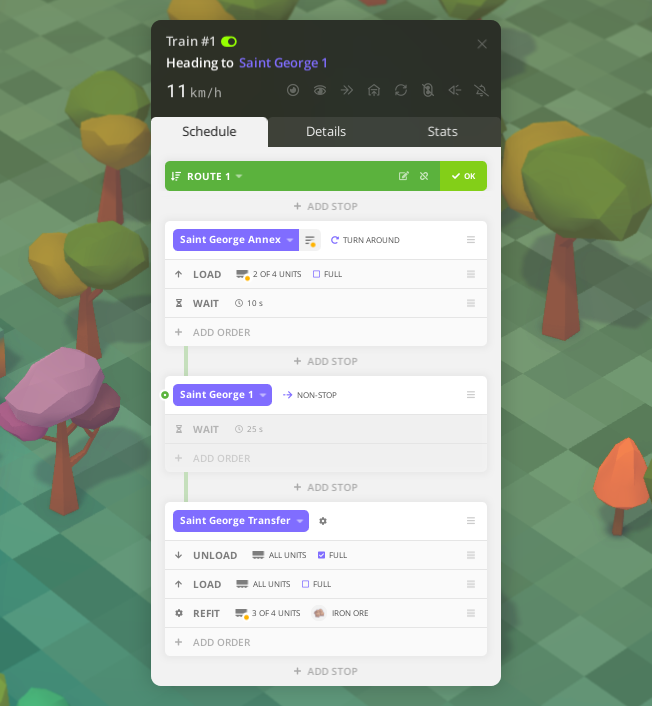 Train #1
Heading to Saint George 1
11 km/h
Schedule Details Stats
ROUTE 1 OK
+ ADD STOP
Saint George Annex TURN AROUND
LOAD 2 OF 4 UNITS FULL
WAIT 10 s
+ ADD ORDER
+ ADD STOP
Saint George 1 NON-STOP
WAIT 25 s
+ ADD ORDER
+ ADD STOP
Saint George Transfer
UNLOAD ALL UNITS FULL
LOAD ALL UNITS FULL
REFIT 3 OF 4 UNITS IRON ORE
+ ADD ORDER
+ ADD STOP